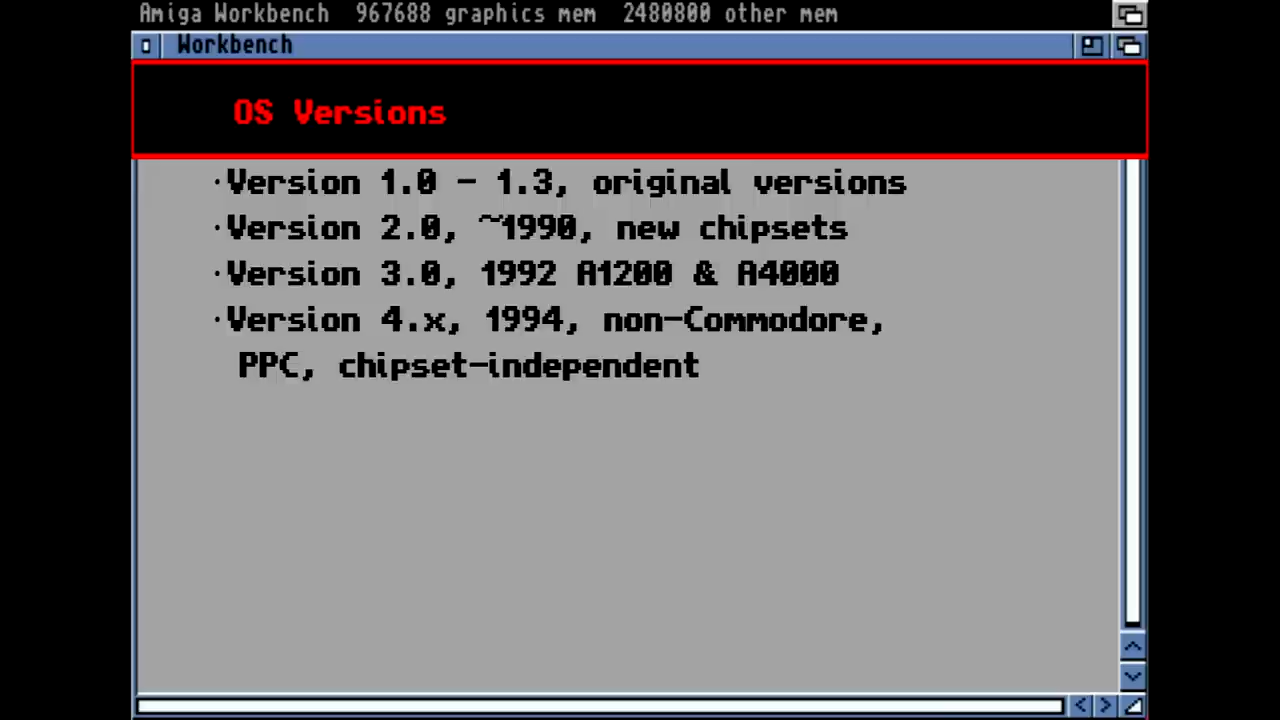 Amiga Workbench 967688 graphics mem 2480800 other mem
Workbench
OS Versions
·Version 1.0 - 1.3, original versions
·Version 2.0, ~1990, new chipsets
·Version 3.0, 1992 A1200 & A4000
·Version 4.x, 1994, non-Commodore,
PPC, chipset-independent